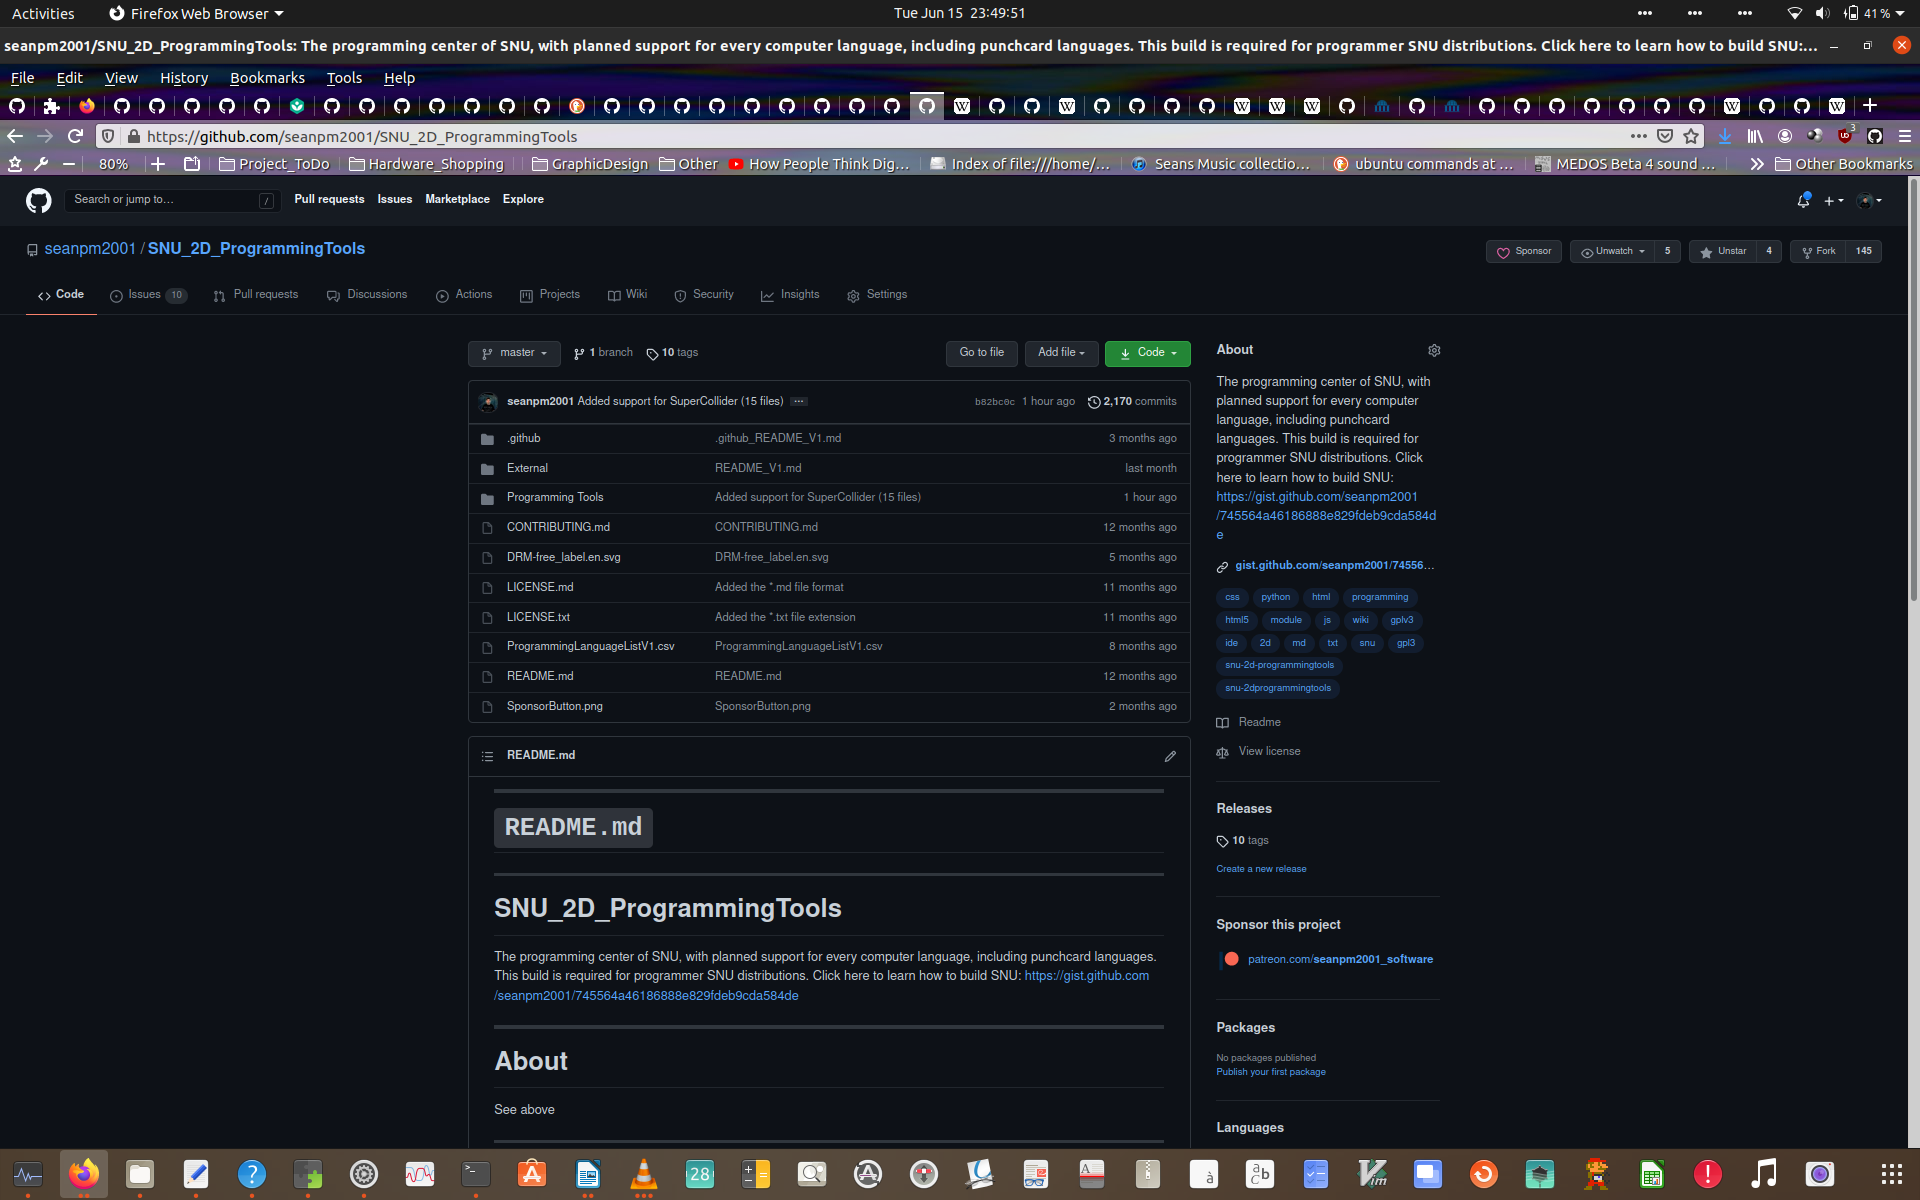 Activities
Firefox Web Browser
Tue Jun 15 23:49:51
41 %
seanpm2001/SNU_2D_ProgrammingTools: The programming center of SNU, with planned support for every computer language, including punchcard languages. This build is required for programmer SNU distributions. Click here to learn how to build SNU:...
File Edit View History Bookmarks Tools Help
https://github.com/seanpm2001/SNU_2D_ProgrammingTools
3
80%
Project_ToDo
Hardware_Shopping
GraphicDesign
Other
How People Think Dig...
Index of file:///home/...
Seans Music collectio...
ubuntu commands at ...
MEDOS Beta 4 sound ...
Other Bookmarks
Search or jump to...
/
Pull requests Issues Marketplace Explore
seanpm2001 / SNU_2D_ProgrammingTools
Sponsor
Unwatch 5
Unstar 4
Fork 145
Code
Issues 10
Pull requests
Discussions
Actions
Projects
Wiki
Security
Insights
Settings
master
1 branch
10 tags
Go to file
Add file
Code
seanpm2001 Added support for SuperCollider (15 files)
b82bc0c 1 hour ago
2,170 commits
.github .github_README_V1.md 3 months ago
External README_V1.md last month
Programming Tools Added support for SuperCollider (15 files) 1 hour ago
CONTRIBUTING.md CONTRIBUTING.md 12 months ago
DRM-free_label.en.svg DRM-free_label.en.svg 5 months ago
LICENSE.md Added the *.md file format 11 months ago
LICENSE.txt Added the *.txt file extension 11 months ago
ProgrammingLanguageListV1.csv ProgrammingLanguageListV1.csv 8 months ago
README.md README.md 12 months ago
SponsorButton.png SponsorButton.png 2 months ago
README.md
README.md
SNU_2D_ProgrammingTools
The programming center of SNU, with planned support for every computer language, including punchcard languages.
This build is required for programmer SNU distributions. Click here to learn how to build SNU: https://gist.github.com
/seanpm2001/745564a46186888e829fdeb9cda584de
About
See above
About
The programming center of SNU, with
planned support for every computer
language, including punchcard
languages. This build is required for
programmer SNU distributions. Click
here to learn how to build SNU:
https://gist.github.com/seanpm2001
/745564a46186888e829fdeb9cda584d
e
gist.github.com/seanpm2001/74556...
css python html programming
html5 module js wiki gplv3
ide 2d md txt snu gpl3
snu-2d-programmingtools
snu-2dprogrammingtools
Readme
View license
Releases
10 tags
Create a new release
Sponsor this project
patreon.com/seanpm2001_software
Packages
No packages published
Publish your first package
Languages
28